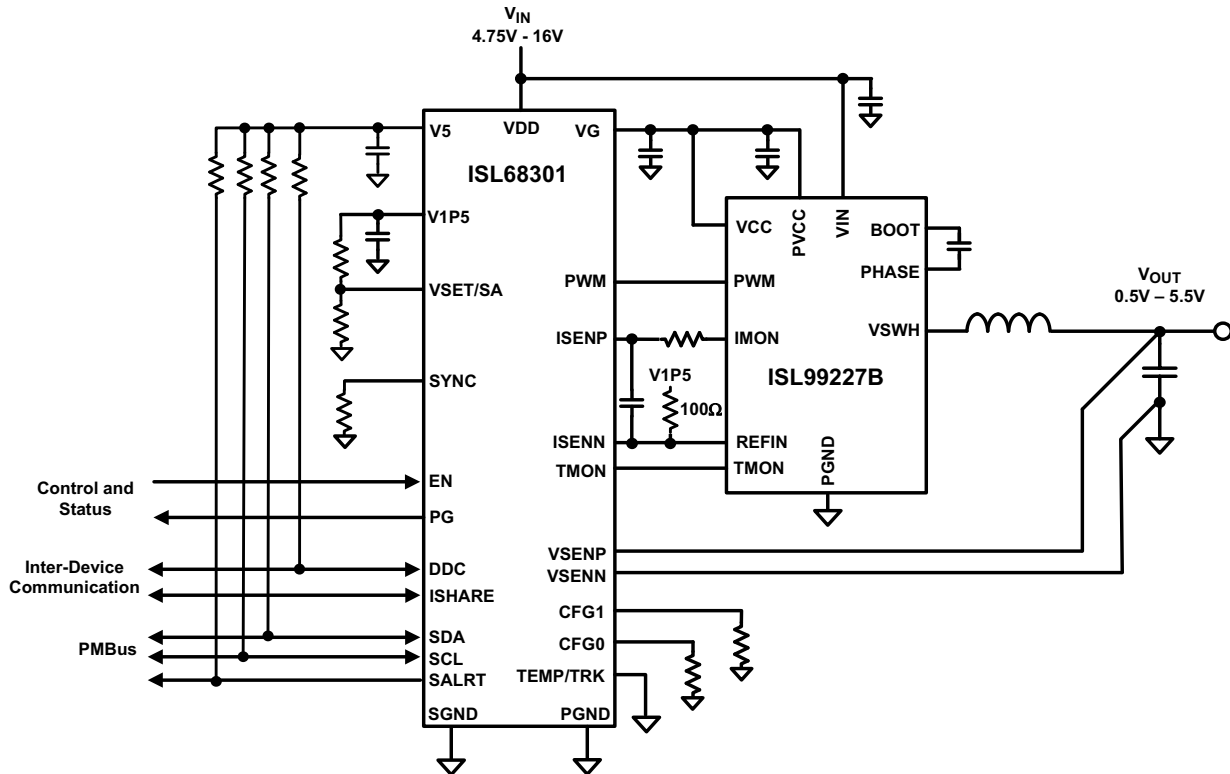 VIN
4.75V - 16V
V5
VDD
VG
ISL68301
V1P5
VCC
PVCC
VIN
BOOT
PHASE
VSET/SA
PWM
PWM
VOUT
0.5V – 5.5V
ISENP
IMON
VSWH
SYNC
V1P5
ISL99227B
100Ω
ISENN
REFIN
TMON
TMON
PGND
EN
Control and
Status
PG
VSENP
Inter-Device
Communication
DDC
VSENN
ISHARE
CFG1
SDA
CFG0
PMBus
SCL
SALRT
TEMP/TRK
SGND
PGND